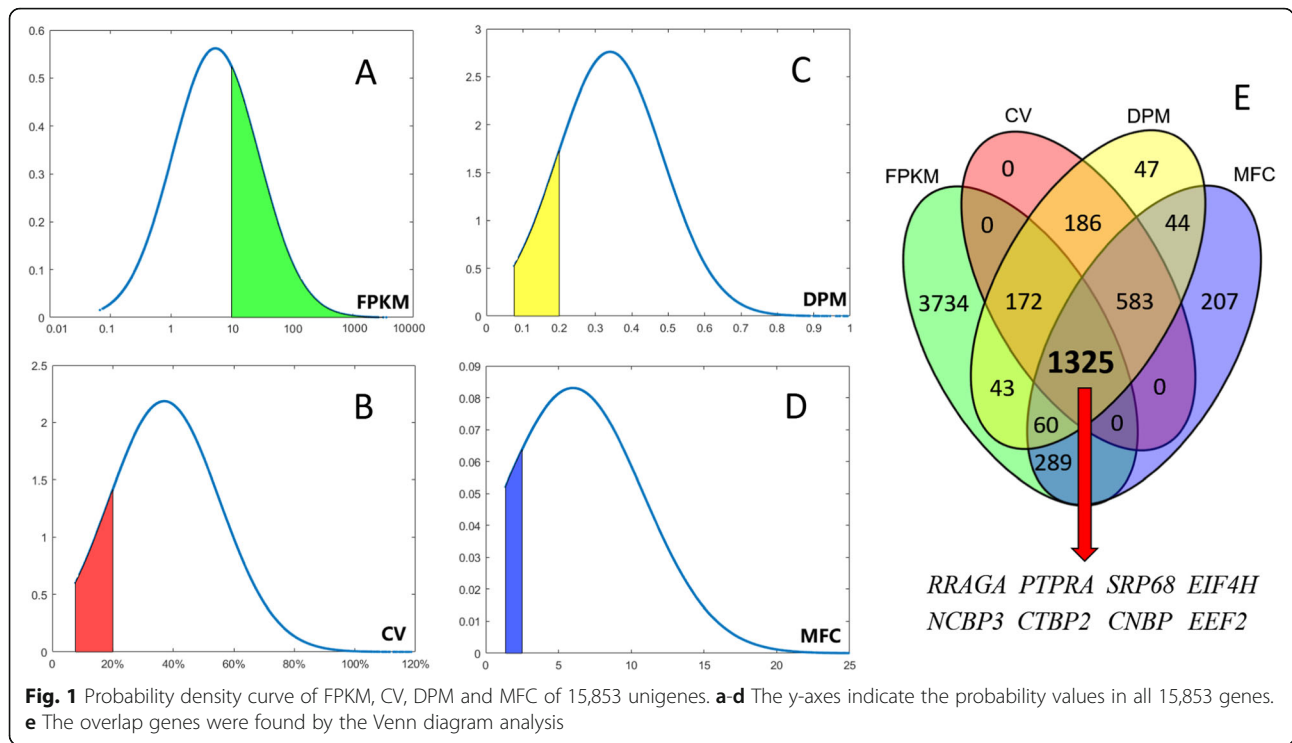 A
0.6
0.5
0.4
0.3
0.2
0.1
0
0.01 0.1 1 10 100 1000 10000
FPKM
C
3
2.5
2
1.5
1
0.5
0
0 0.1 0.2 0.3 0.4 0.5 0.6 0.7 0.8 0.9 1
DPM
B
2.5
2
1.5
1
0.5
0
0 20% 40% 60% 80% 100% 120%
CV
D
0.09
0.08
0.07
0.06
0.05
0.04
0.03
0.02
0.01
0
0 5 10 15 20 25
MFC
E
CV DPM
FPKM MFC
0 47
0 186 44
3734 172 583 207
1325
43 0
60 0
289
RRAGA PTPRA SRP68 EIF4H
NCBP3 CTBP2 CNBP EEF2
Fig. 1 Probability density curve of FPKM, CV, DPM and MFC of 15,853 unigenes. a-d The y-axes indicate the probability values in all 15,853 genes.
e The overlap genes were found by the Venn diagram analysis